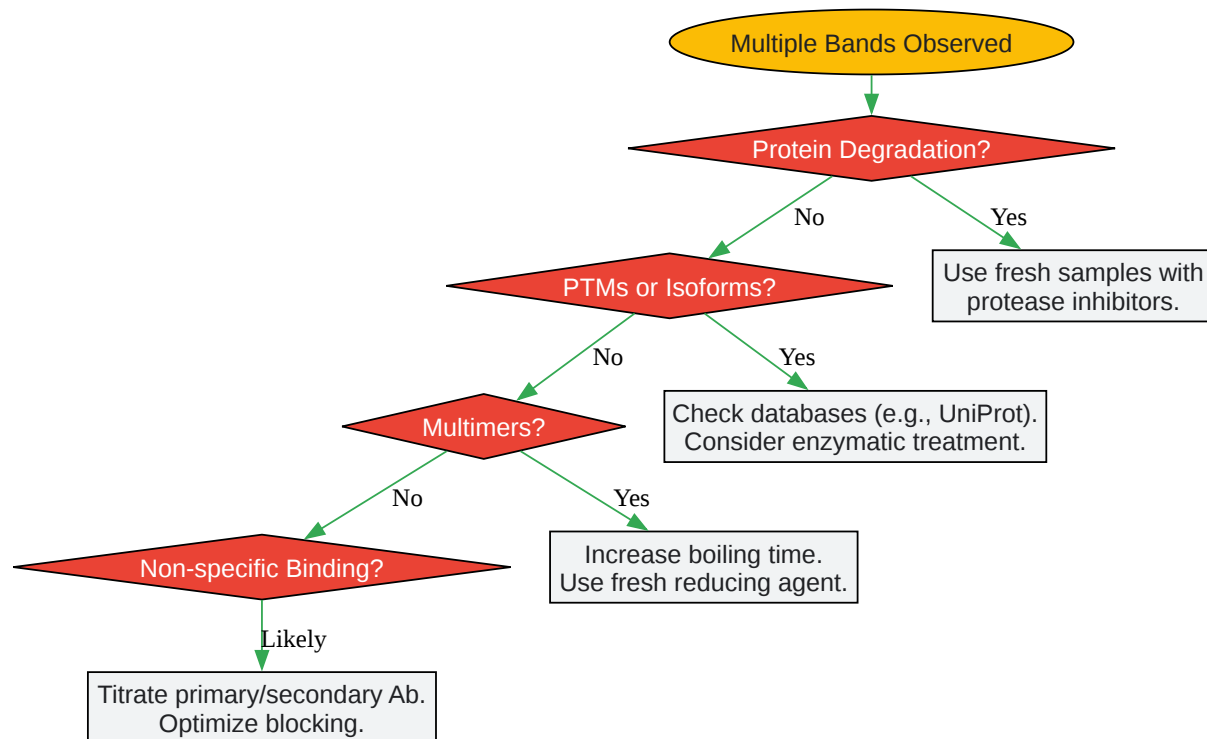 Multiple Bands Observed
Protein Degradation?
No
Yes
Use fresh samples with
protease inhibitors.
PTMs or Isoforms?
No
Yes
Check databases (e.g., UniProt).
Consider enzymatic treatment.
Multimers?
No
Yes
Increase boiling time.
Use fresh reducing agent.
Non-specific Binding?
Likely
Titrate primary/secondary Ab.
Optimize blocking.